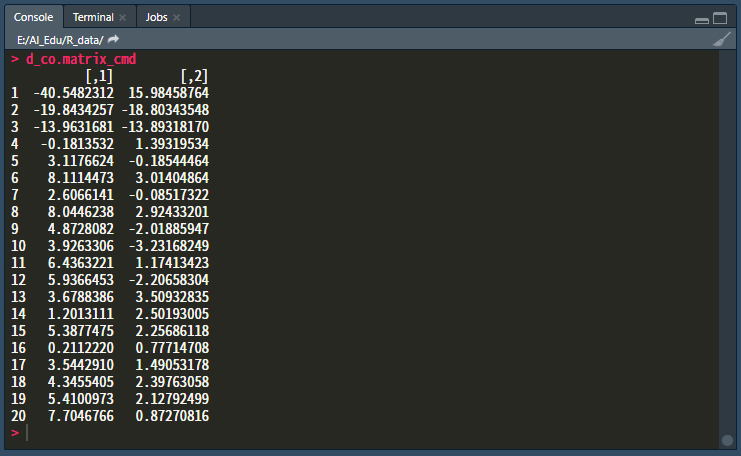 Console Terminal Jobs
E:/AI_Edu/R_data/
> d_co.matrix_cmd
[,1] [,2]
1 -40.5482312 15.98458764
2 -19.8434257 -18.80343548
3 -13.9631681 -13.89318170
4 -0.1813532 1.39319534
5 3.1176624 -0.18544464
6 8.1114473 3.01404864
7 2.6066141 -0.08517322
8 8.0446238 2.92433201
9 4.8728082 -2.01885947
10 3.9263306 -3.23168249
11 6.4363221 1.17413423
12 5.9366453 -2.20658304
13 3.6788386 3.50932835
14 1.2013111 2.50193005
15 5.3877475 2.25686118
16 0.2112220 0.77714708
17 3.5442910 1.49053178
18 4.3455405 2.39763058
19 5.4100973 2.12792499
20 7.7046766 0.87270816
>